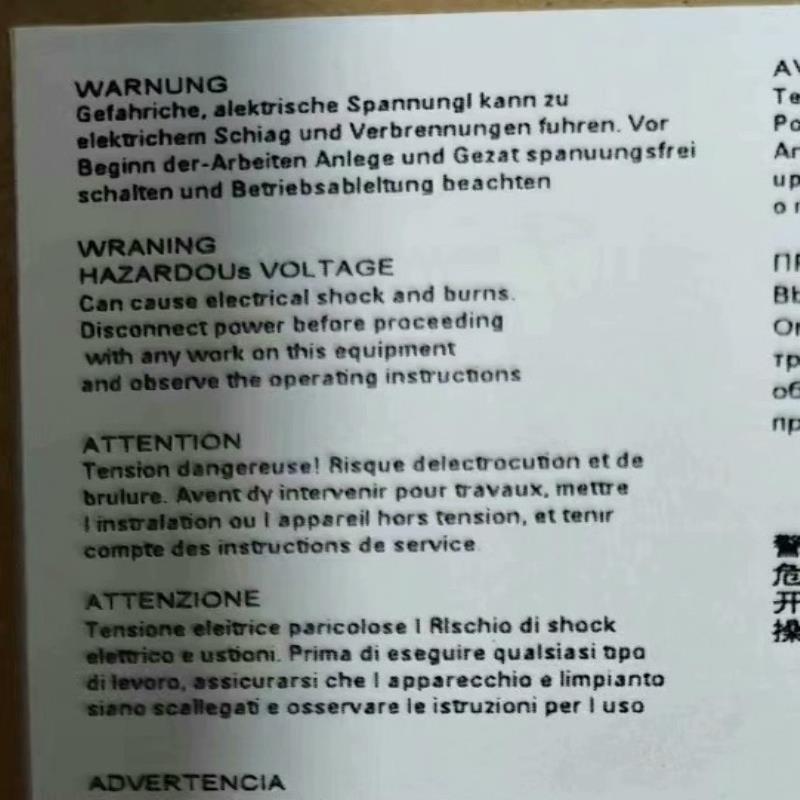 WARNUNG
Gefahriche, alektrische Spannungl kann zu
elektrichem Schiag und Verbrennungen fuhren. Vor
Beginn der-Arbeiten Anlege und Gezat spanuungsfrei
schalten und Betriebsableltung beachten
WRANING
HAZARDOUs VOLTAGE
Can cause electrical shock and burns.
Disconnect power before proceeding
with any work on this equipment
and observe the operating instructions
ATTENTION
Tension dangereuse! Risque delectrocution et de
brulure. Avent dy intervenir pour travaux, mettre
l instralation ou l appareil hors tension, et tenir
compte des instructions de service
ATTENZIONE
Tensione eleitrice paricolose l RIschio di shock
elettrico e ustioni. Prima di eseguire qualsiasi tipo
di levoro, assicurarsi che l apparecchio e limpianto
siano scallegati e osservare le istruzioni per l uso
ADVERTENCIA
警
危
开
操